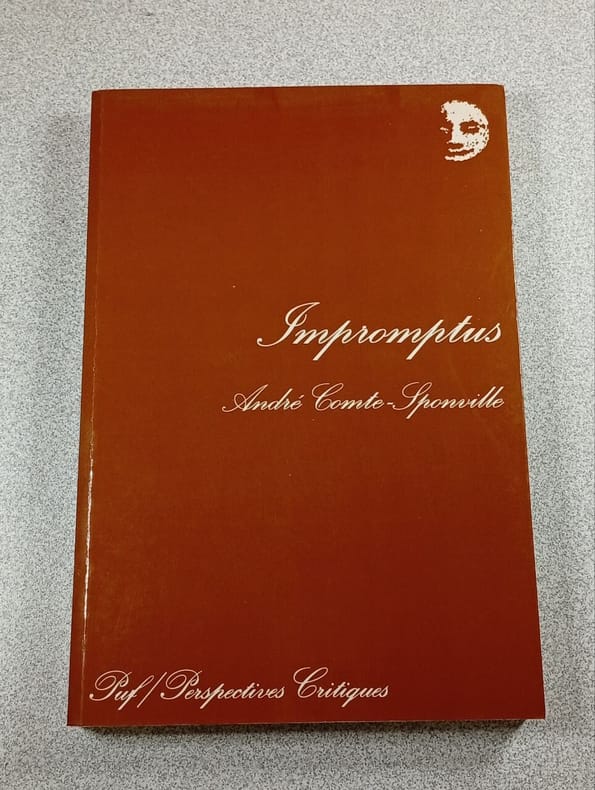 Impromptus
André Comte-Sponville
Puf/Perspectives Critiques